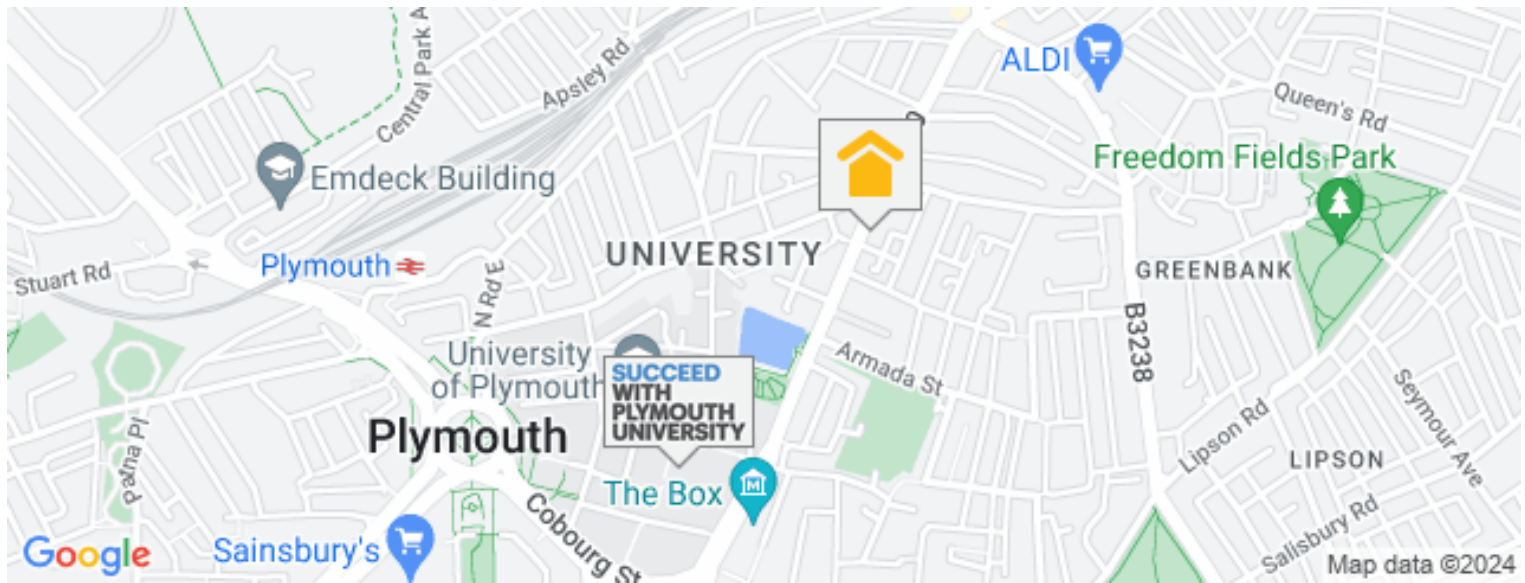 Central Park A
Apsley Rd
ALDI
Queen's Rd
Freedom Fields Park
Emdeck Building
UNIVERSITY
Plymouth
Stuart Rd
N Rd E
GREENBANK
B3238
University
of Plymouth
SUCCEED
WITH
PLYMOUTH
UNIVERSITY
Armada St
Plymouth
Patna Pl
Lipson Rd
Seymour Ave
LIPSON
The Box
M
Cobourg St
Sainsbury's
Salisbury Rd
Google
Map data ©2024